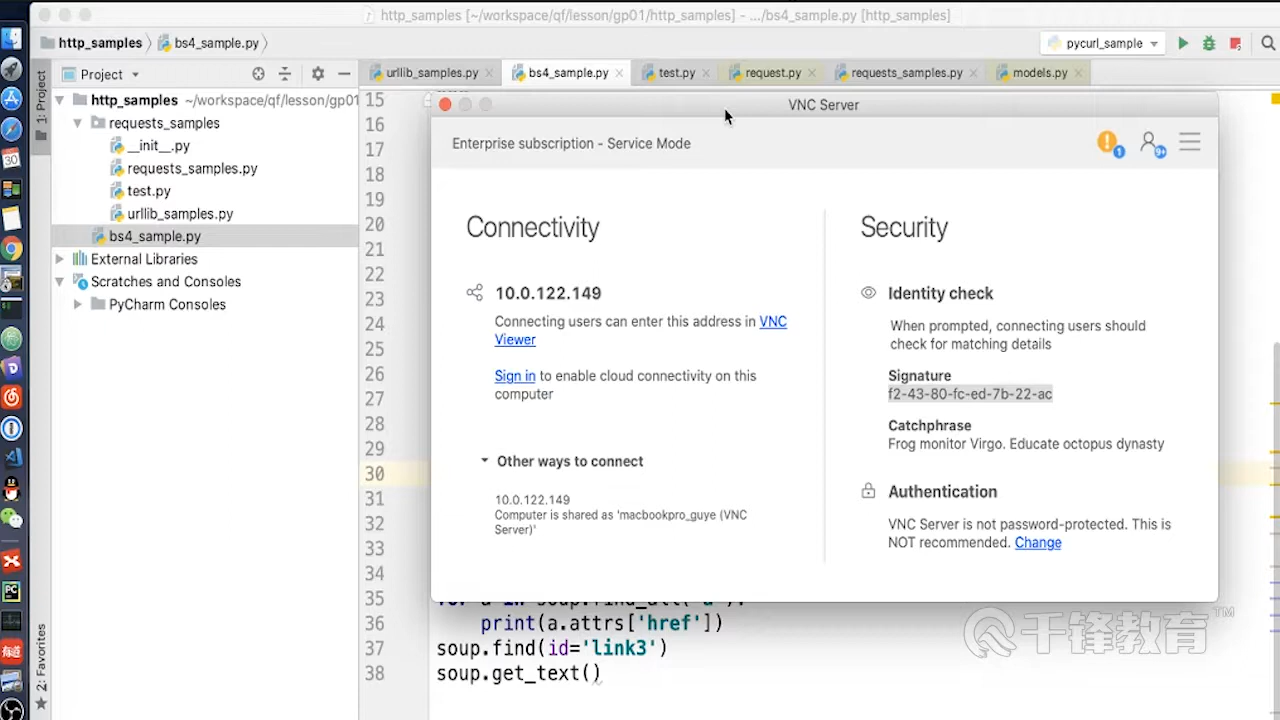 http_samples [~/workspace/qf/lesson/gp01/http_samples] - .../bs4_sample.py [http_samples]
http_samples
bs4_sample.py
pycurl_sample
Project
urllib_samples.py
bs4_sample.py
test.py
request.py
requests_samples.py
models.py
1: Project
http_samples ~/workspace/qf/lesson/gp01
requests_samples
__init__.py
requests_samples.py
test.py
urllib_samples.py
bs4_sample.py
External Libraries
Scratches and Consoles
PyCharm Consoles
2: Favorites
15
16
17
18
19
20
21
22
23
24
25
26
27
28
29
30
31
32
33
34
35
36
37
38
VNC Server
Enterprise subscription - Service Mode
1
9+
Connectivity
10.0.122.149
Connecting users can enter this address in VNC
Viewer
Sign in to enable cloud connectivity on this
computer
Other ways to connect
10.0.122.149
Computer is shared as 'macbookpro_guye (VNC
Server)'
Security
Identity check
When prompted, connecting users should
check for matching details
Signature
f2-43-80-fc-ed-7b-22-ac
Catchphrase
Frog monitor Virgo. Educate octopus dynasty
Authentication
VNC Server is not password-protected. This is
NOT recommended. Change
for a in soup.find_all('a'):
print(a.attrs['href'])
soup.find(id='link3')
soup.get_text()
千锋教育™